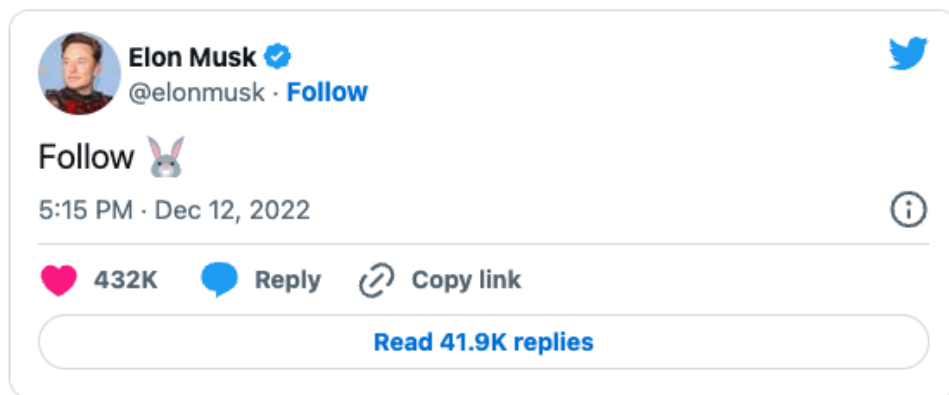 Elon Musk
@elonmusk · Follow
Follow 🐰
5:15 PM · Dec 12, 2022
432K Reply Copy link
Read 41.9K replies